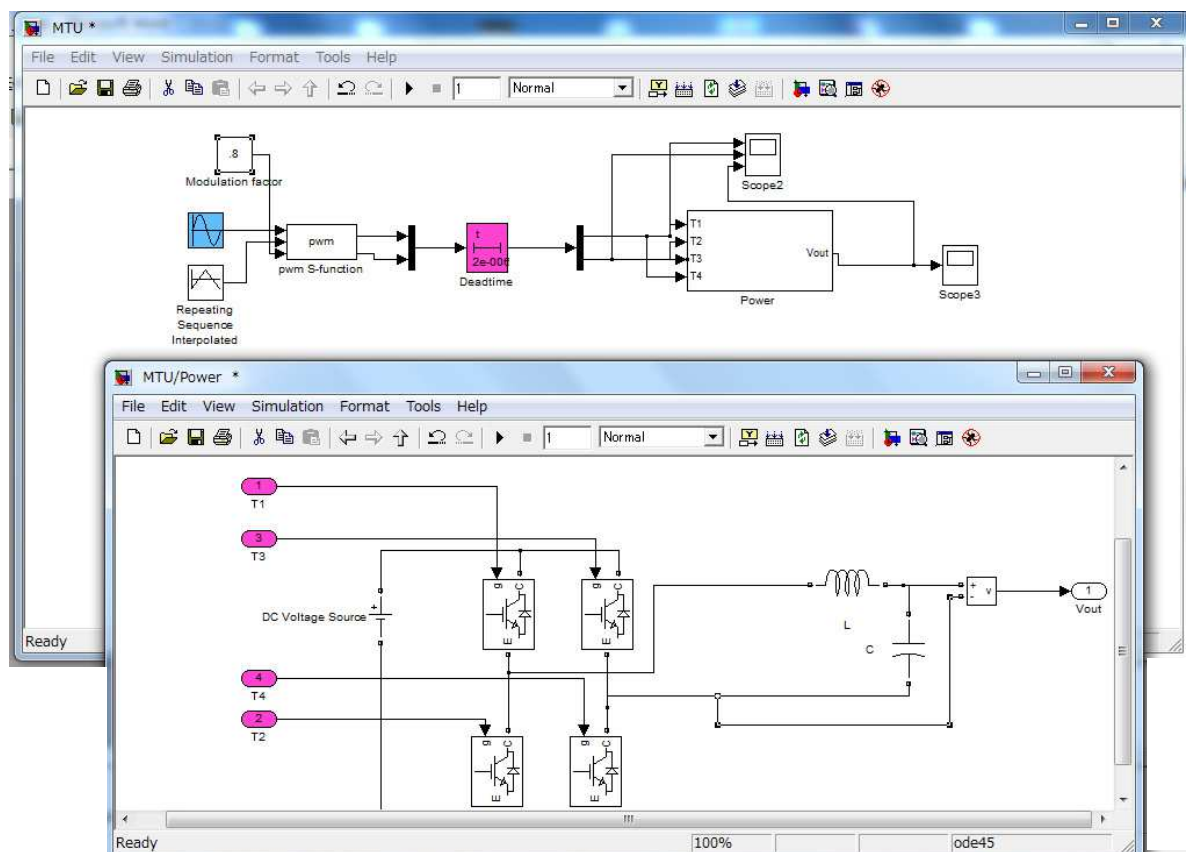 MTU *
File Edit View Simulation Format Tools Help
1 Normal
.8
Modulation factor
pwm
pwm S-function
Repeating
Sequence
Interpolated
t
2e-006
Deadtime
Scope2
T1
T2
T3
T4
Vout
Power
Scope3
Ready
MTU/Power *
File Edit View Simulation Format Tools Help
1 Normal
1
T1
3
T3
g C
E
g C
E
DC Voltage Source
+
L
C
+
-
v
1
Vout
4
T4
2
T2
g C
E
g C
E
Ready 100% ode45